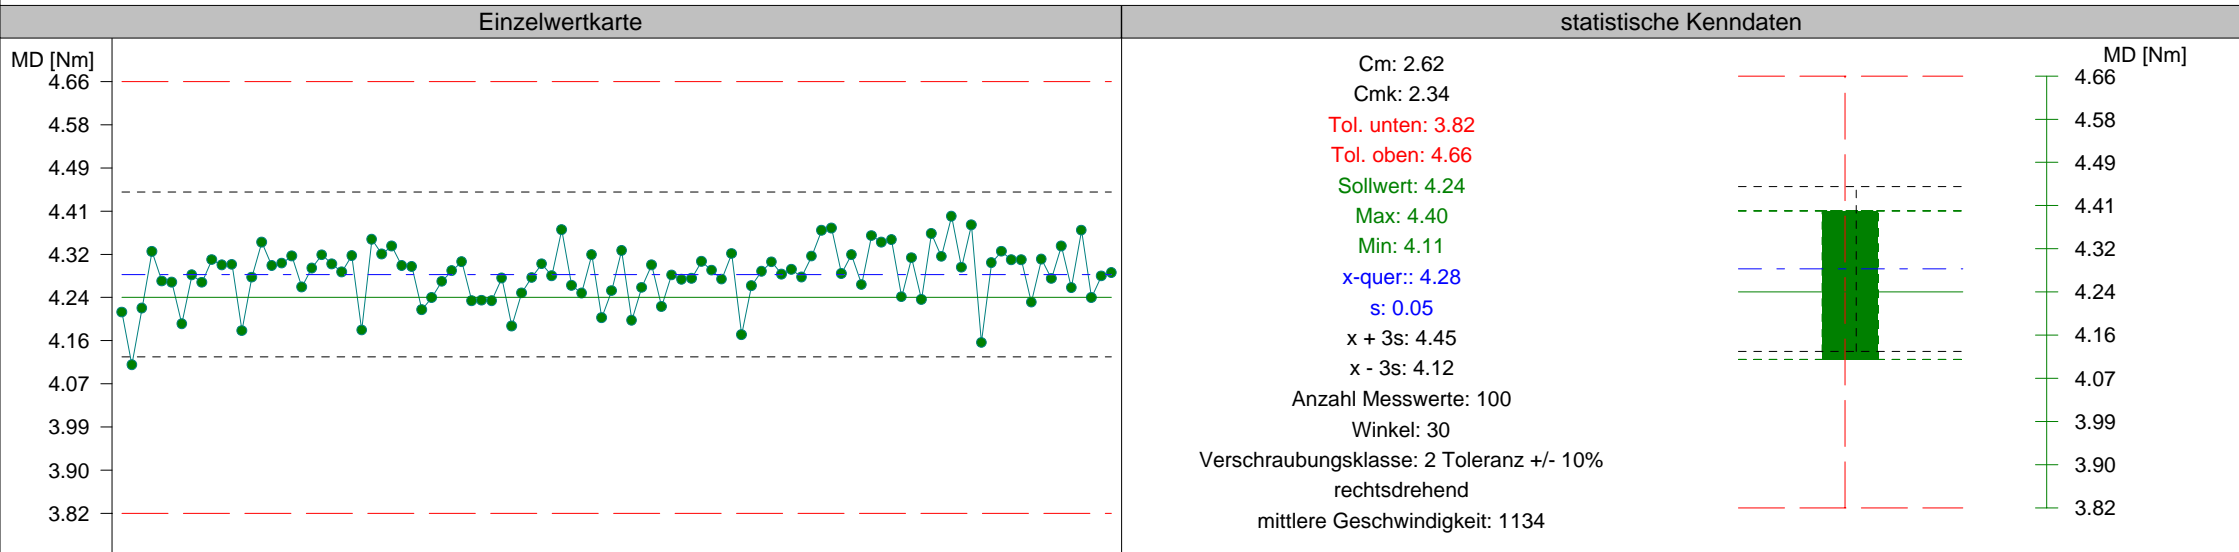 Einzelwertkarte
statistische Kenndaten
MD [Nm]
4.66
4.58
4.49
4.41
4.32
4.24
4.16
4.07
3.99
3.90
3.82
Cm: 2.62
Cmk: 2.34
Tol. unten: 3.82
Tol. oben: 4.66
Sollwert: 4.24
Max: 4.40
Min: 4.11
x-quer:: 4.28
s: 0.05
x + 3s: 4.45
x - 3s: 4.12
Anzahl Messwerte: 100
Winkel: 30
Verschraubungsklasse: 2 Toleranz +/- 10%
rechtsdrehend
mittlere Geschwindigkeit: 1134
MD [Nm]
4.66
4.58
4.49
4.41
4.32
4.24
4.16
4.07
3.99
3.90
3.82